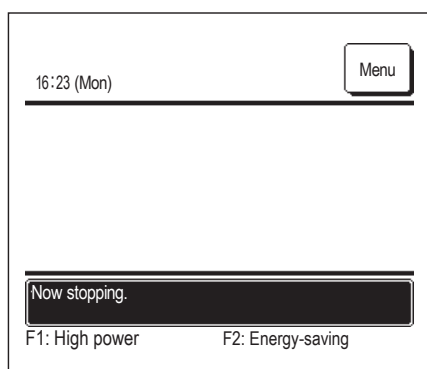 16:23 (Mon)
Menu
Now stopping.
F1: High power
F2: Energy-saving